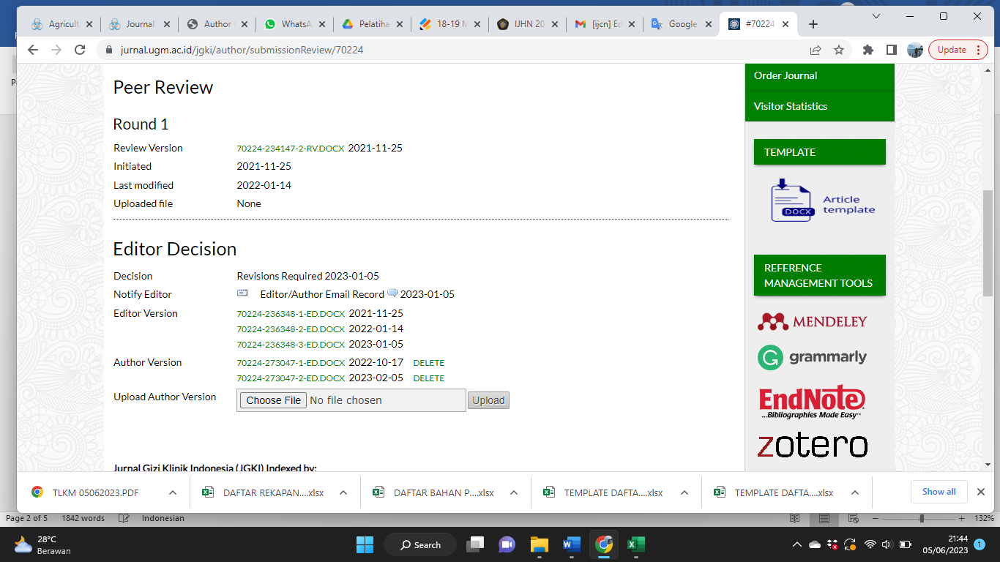 Agricult
Journal
Author
WhatsA
Pelatiha
18-19 M
IJHN 20
[ijcn] Ed
Google
#70224
jurnal.ugm.ac.id/jgki/author/submissionReview/70224
Update
Peer Review
Round 1
Review Version 70224-234147-2-RV.DOCX 2021-11-25
Initiated 2021-11-25
Last modified 2022-01-14
Uploaded file None
Editor Decision
Decision Revisions Required 2023-01-05
Notify Editor Editor/Author Email Record 2023-01-05
Editor Version 70224-236348-1-ED.DOCX 2021-11-25
70224-236348-2-ED.DOCX 2022-01-14
70224-236348-3-ED.DOCX 2023-01-05
Author Version 70224-273047-1-ED.DOCX 2022-10-17 DELETE
70224-273047-2-ED.DOCX 2023-02-05 DELETE
Upload Author Version Choose File No file chosen Upload
Jurnal Gizi Klinik Indonesia (JGKI) Indexed by:
Order Journal
Visitor Statistics
TEMPLATE
DOCX
Article
template
REFERENCE
MANAGEMENT TOOLS
MENDELEY
grammarly
EndNote
...Bibliographies Made Easy™
zotero
TLKM 05062023.PDF
DAFTAR REKAPAN....xlsx
DAFTAR BAHAN P....xlsx
TEMPLATE DAFTA....xlsx
TEMPLATE DAFTA....xlsx
Show all
Page 2 of 5 1842 words Indonesian 132%
28°C
Berawan
Search
21:44
05/06/2023
1